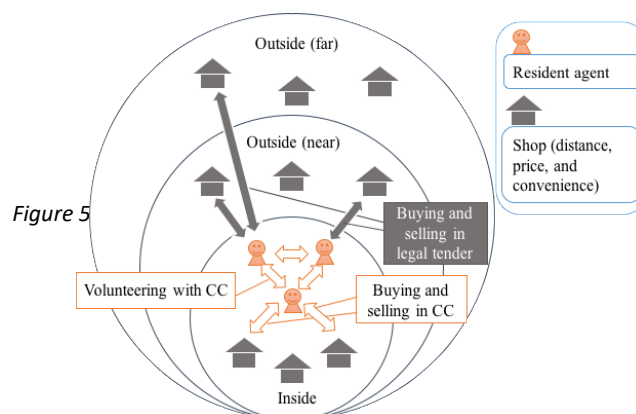 Outside (far)
Outside (near)
Figure 5
Buying and
selling in
legal tender
Volunteering with CC
Buying and
selling in CC
Inside
Resident agent
Shop (distance,
price, and
convenience)